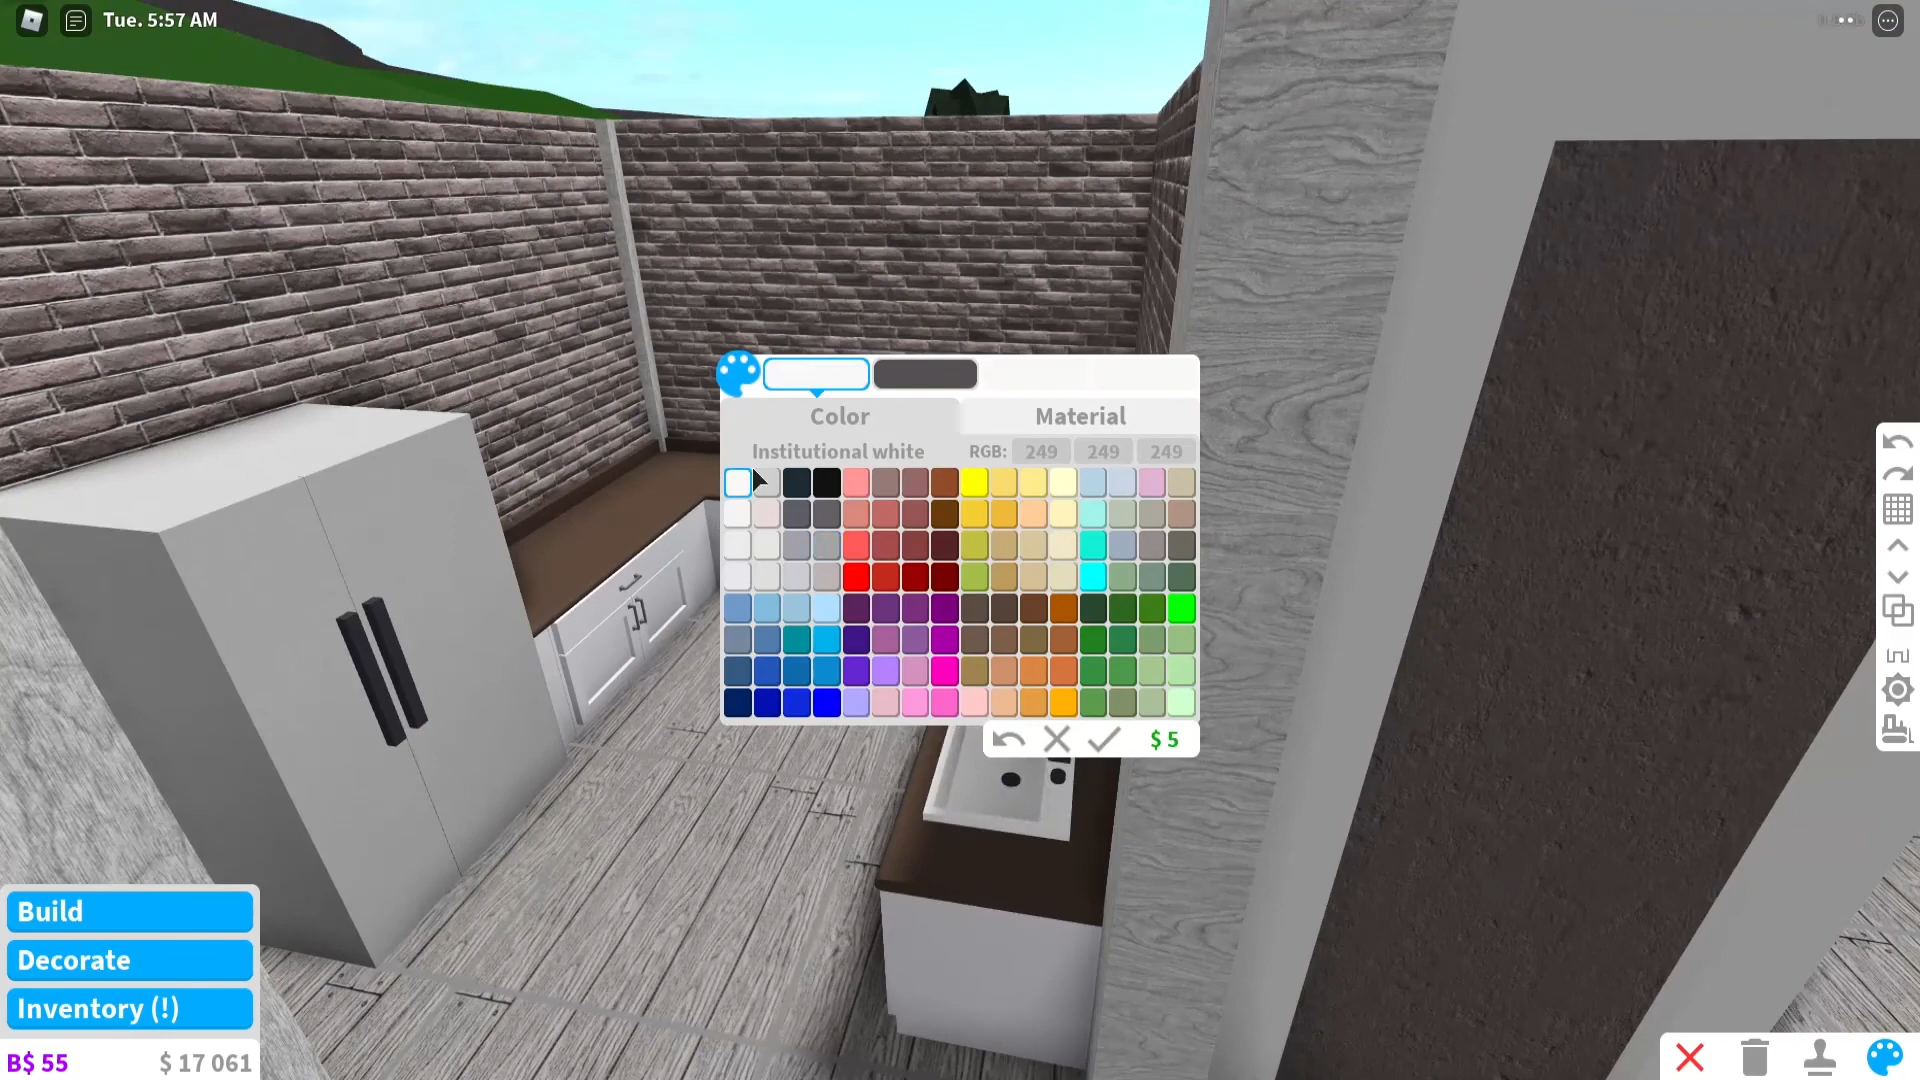 Tue. 5:57 AM
Color
Material
Institutional white
RGB: 249 249 249
$ 5
Build
Decorate
Inventory (!)
B$ 55
$ 17 061